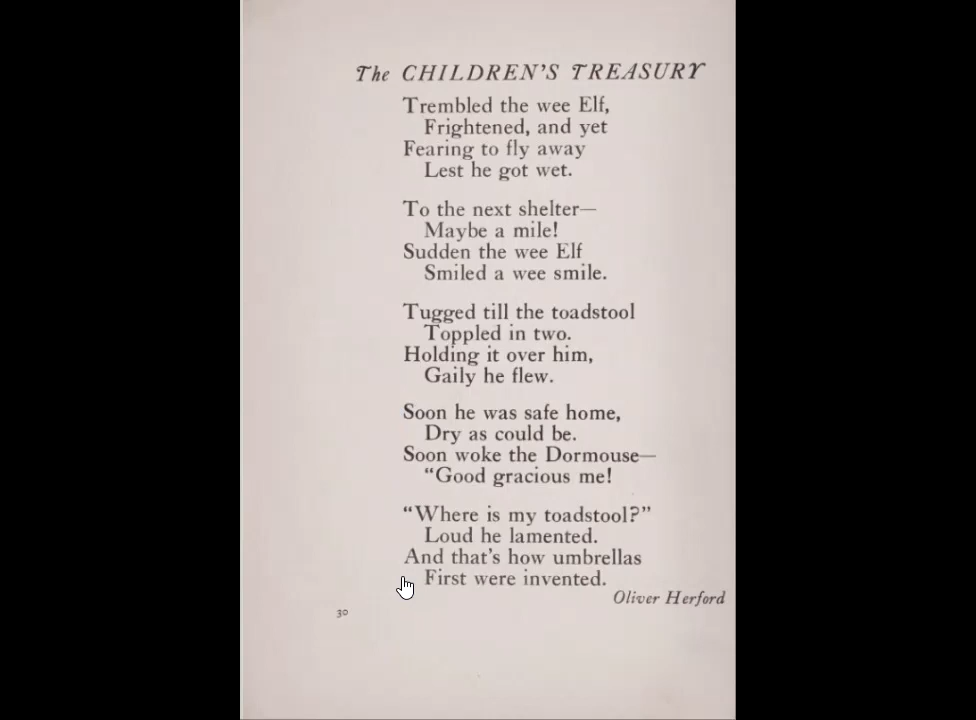 The CHILDREN'S TREASURY
Trembled the wee Elf,
Frightened, and yet
Fearing to fly away
Lest he got wet.
To the next shelter—
Maybe a mile!
Sudden the wee Elf
Smiled a wee smile.
Tugged till the toadstool
Toppled in two.
Holding it over him,
Gaily he flew.
Soon he was safe home,
Dry as could be.
Soon woke the Dormouse—
“Good gracious me!
“Where is my toadstool?”
Loud he lamented.
And that's how umbrellas
First were invented.
Oliver Herford
30